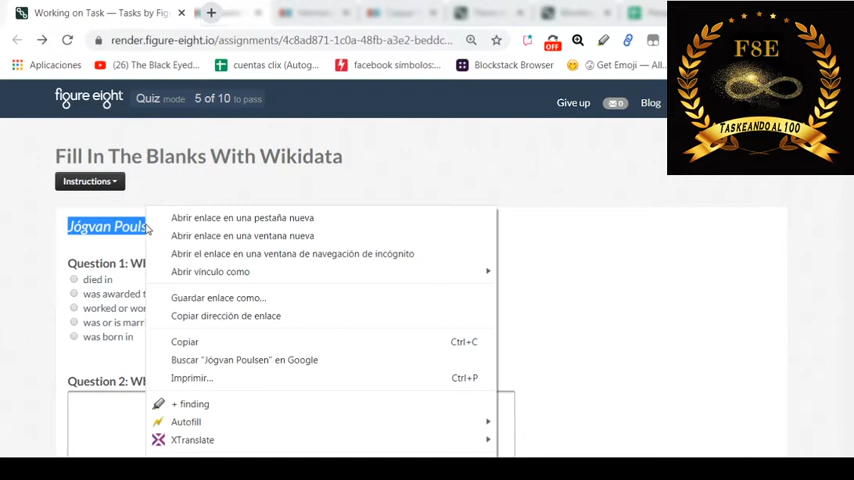 Working on Task — Tasks by Fig
render.figure-eight.io/assignments/4c8ad871-1c0a-48fb-a3e2-beddc...
OFF
Aplicaciones
(26) The Black Eyed...
cuentas clix (Autog...
facebook símbolos:...
Blockstack Browser
Get Emoji — All W
F8E
TASKEANDO AL 100
figure eight
Quiz mode
5 of 10 to pass
Give up
0
Blog
Fill In The Blanks With Wikidata
Instructions
Jógvan Pouls
Question 1:
died in
was awarded
worked or wor
was or is marri
was born in
Question 2:
Abrir enlace en una pestaña nueva
Abrir enlace en una ventana nueva
Abrir el enlace en una ventana de navegación de incógnito
Abrir vínculo como
Guardar enlace como...
Copiar dirección de enlace
Copiar Ctrl+C
Buscar "Jógvan Poulsen" en Google
Imprimir... Ctrl+P
+ finding
Autofill
XTranslate